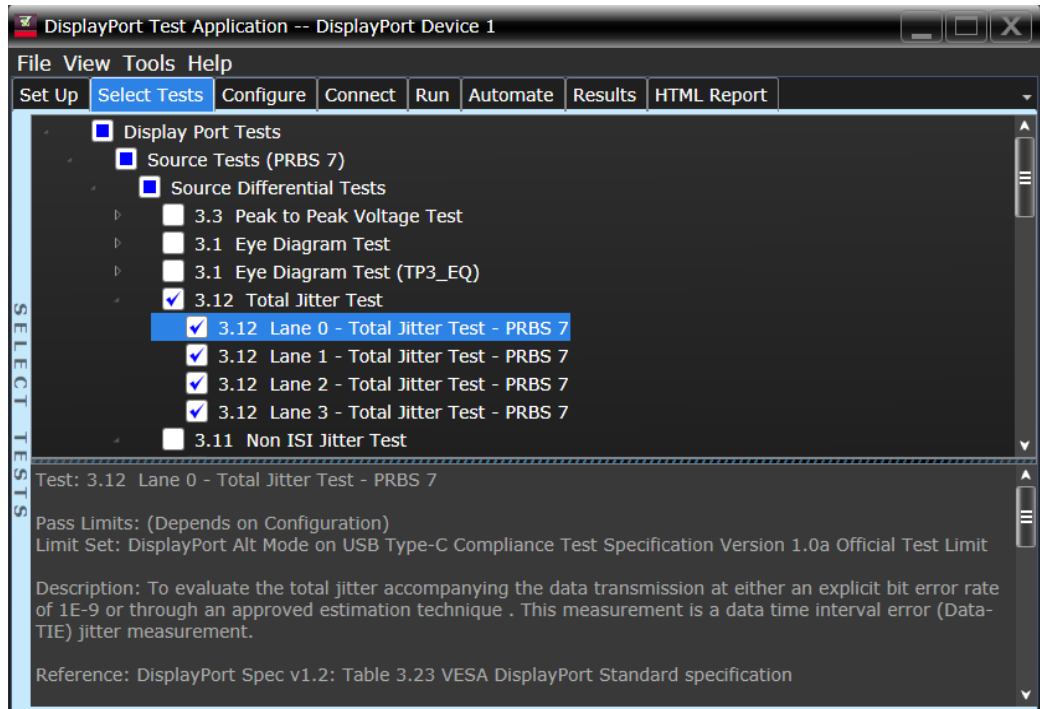 DisplayPort Test Application -- DisplayPort Device 1
File View Tools Help
Set Up Select Tests Configure Connect Run Automate Results HTML Report
Display Port Tests
Source Tests (PRBS 7)
Source Differential Tests
3.3 Peak to Peak Voltage Test
3.1 Eye Diagram Test
3.1 Eye Diagram Test (TP3_EQ)
3.12 Total Jitter Test
3.12 Lane 0 - Total Jitter Test - PRBS 7
3.12 Lane 1 - Total Jitter Test - PRBS 7
3.12 Lane 2 - Total Jitter Test - PRBS 7
3.12 Lane 3 - Total Jitter Test - PRBS 7
3.11 Non ISI Jitter Test
SELECT TESTS
Test: 3.12 Lane 0 - Total Jitter Test - PRBS 7
Pass Limits: (Depends on Configuration)
Limit Set: DisplayPort Alt Mode on USB Type-C Compliance Test Specification Version 1.0a Official Test Limit
Description: To evaluate the total jitter accompanying the data transmission at either an explicit bit error rate
of 1E-9 or through an approved estimation technique . This measurement is a data time interval error (Data-
TIE) jitter measurement.
Reference: DisplayPort Spec v1.2: Table 3.23 VESA DisplayPort Standard specification